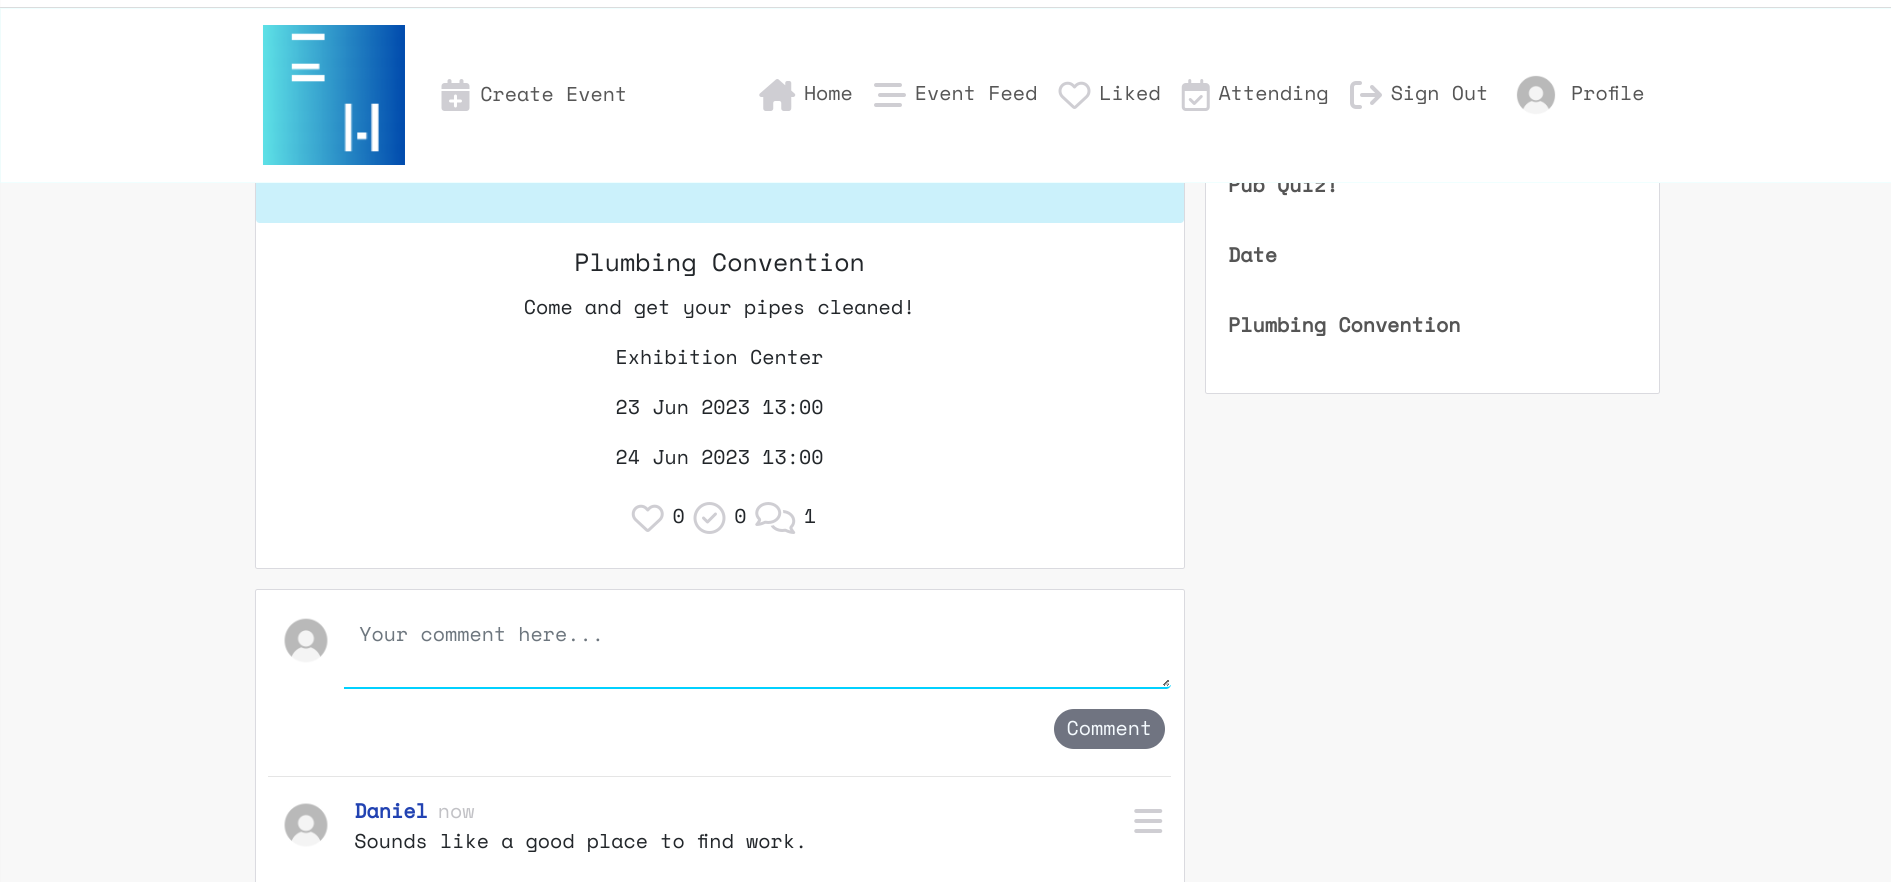 Create Event
Home Event Feed Liked Attending Sign Out Profile
Plumbing Convention
Come and get your pipes cleaned!
Exhibition Center
23 Jun 2023 13:00
24 Jun 2023 13:00
0 0 1
Your comment here...
Comment
Daniel now
Sounds like a good place to find work.
Pub Quiz!
Date
Plumbing Convention